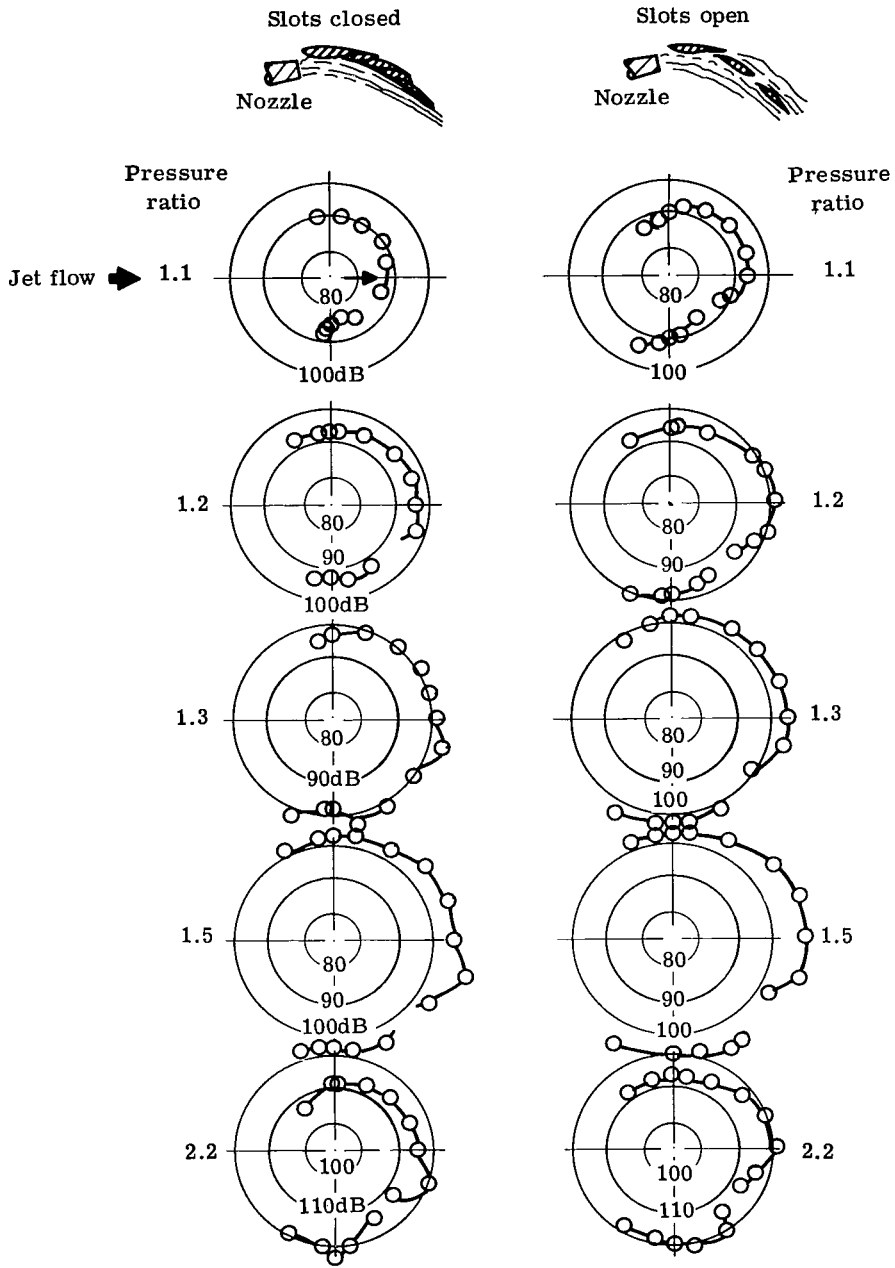 Slots closed
Slots open
Nozzle
Nozzle
Pressure
ratio
Pressure
ratio
Jet flow
1.1
80
100dB
80
100
1.1
1.2
80
90
100dB
80
90
1.2
1.3
80
90dB
80
90
100
1.3
1.5
80
90
100dB
80
90
100
1.5
2.2
100
110dB
100
110
2.2